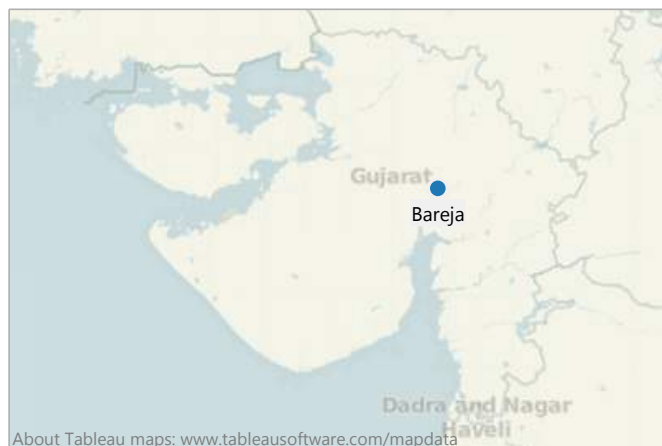 Gujarat
Bareja
Dadra and Nagar
Haveli
About Tableau maps: www.tableausoftware.com/mapdata